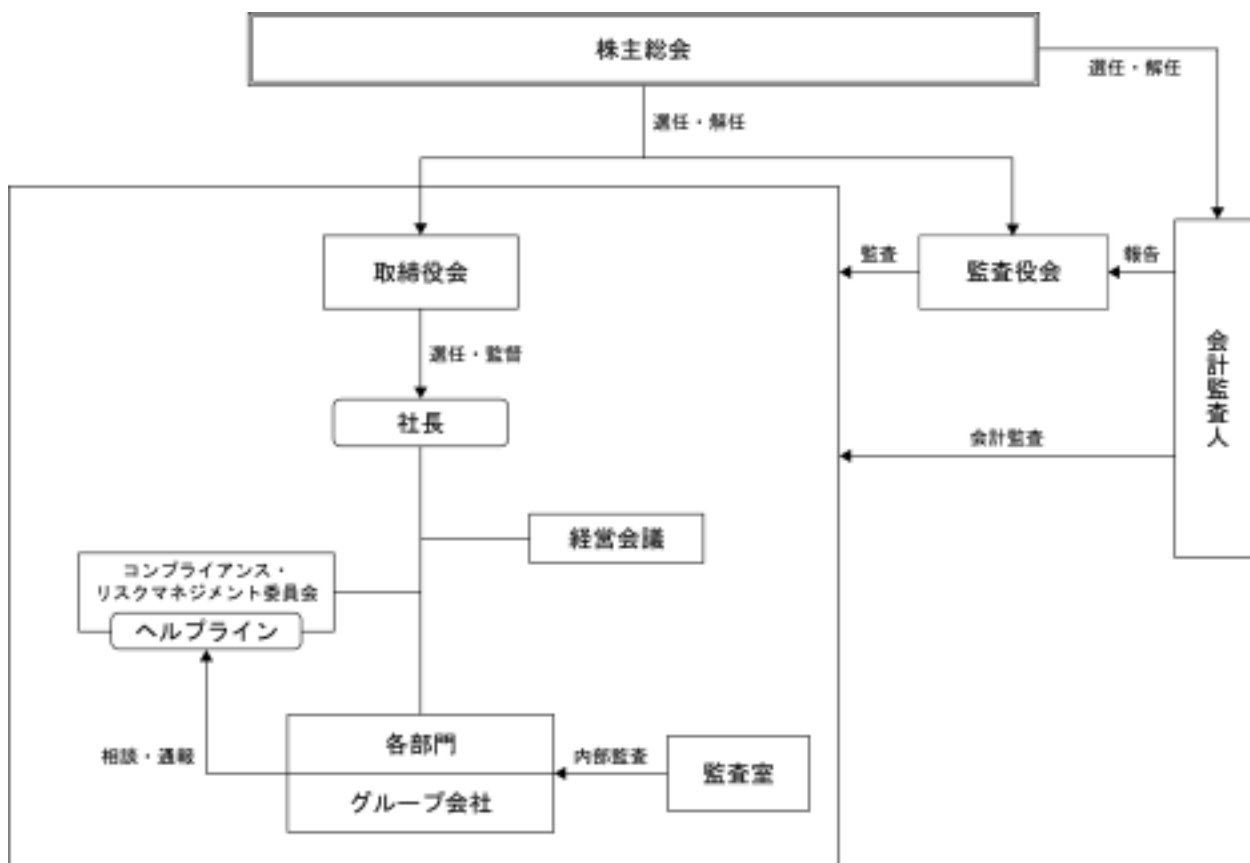 株主総会
選任・解任
選任・解任
取締役会
監査
監査役会
報告
会計監査人
選任・監督
社長
会計監査
経営会議
コンプライアンス・
リスクマネジメント委員会
ヘルプライン
相談・通報
各部門
内部監査
監査室
グループ会社